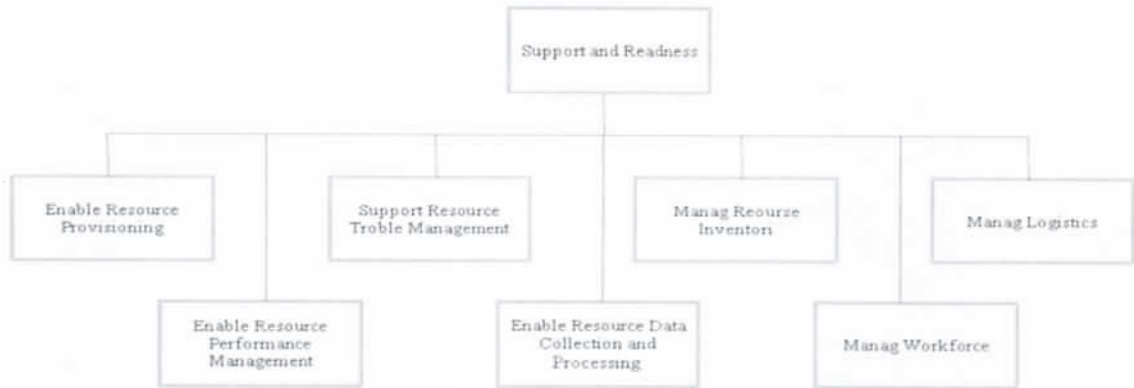 Support and Readness
Enable Resource
Provisioning
Support Resource
Troble Management
Manag Reourse
Inventori
Manag Logistics
Enable Resource
Performance
Management
Enable Resource Data
Collection and
Processing
Manag Workforce